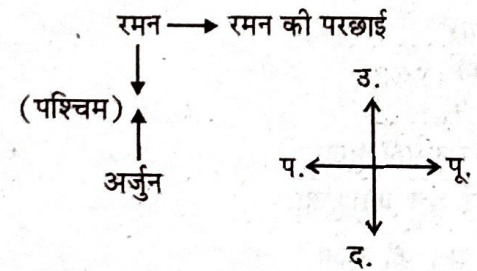 रमन → रमन की परछाई
(पश्चिम)
अर्जुन
उ.
प. पू.
द.